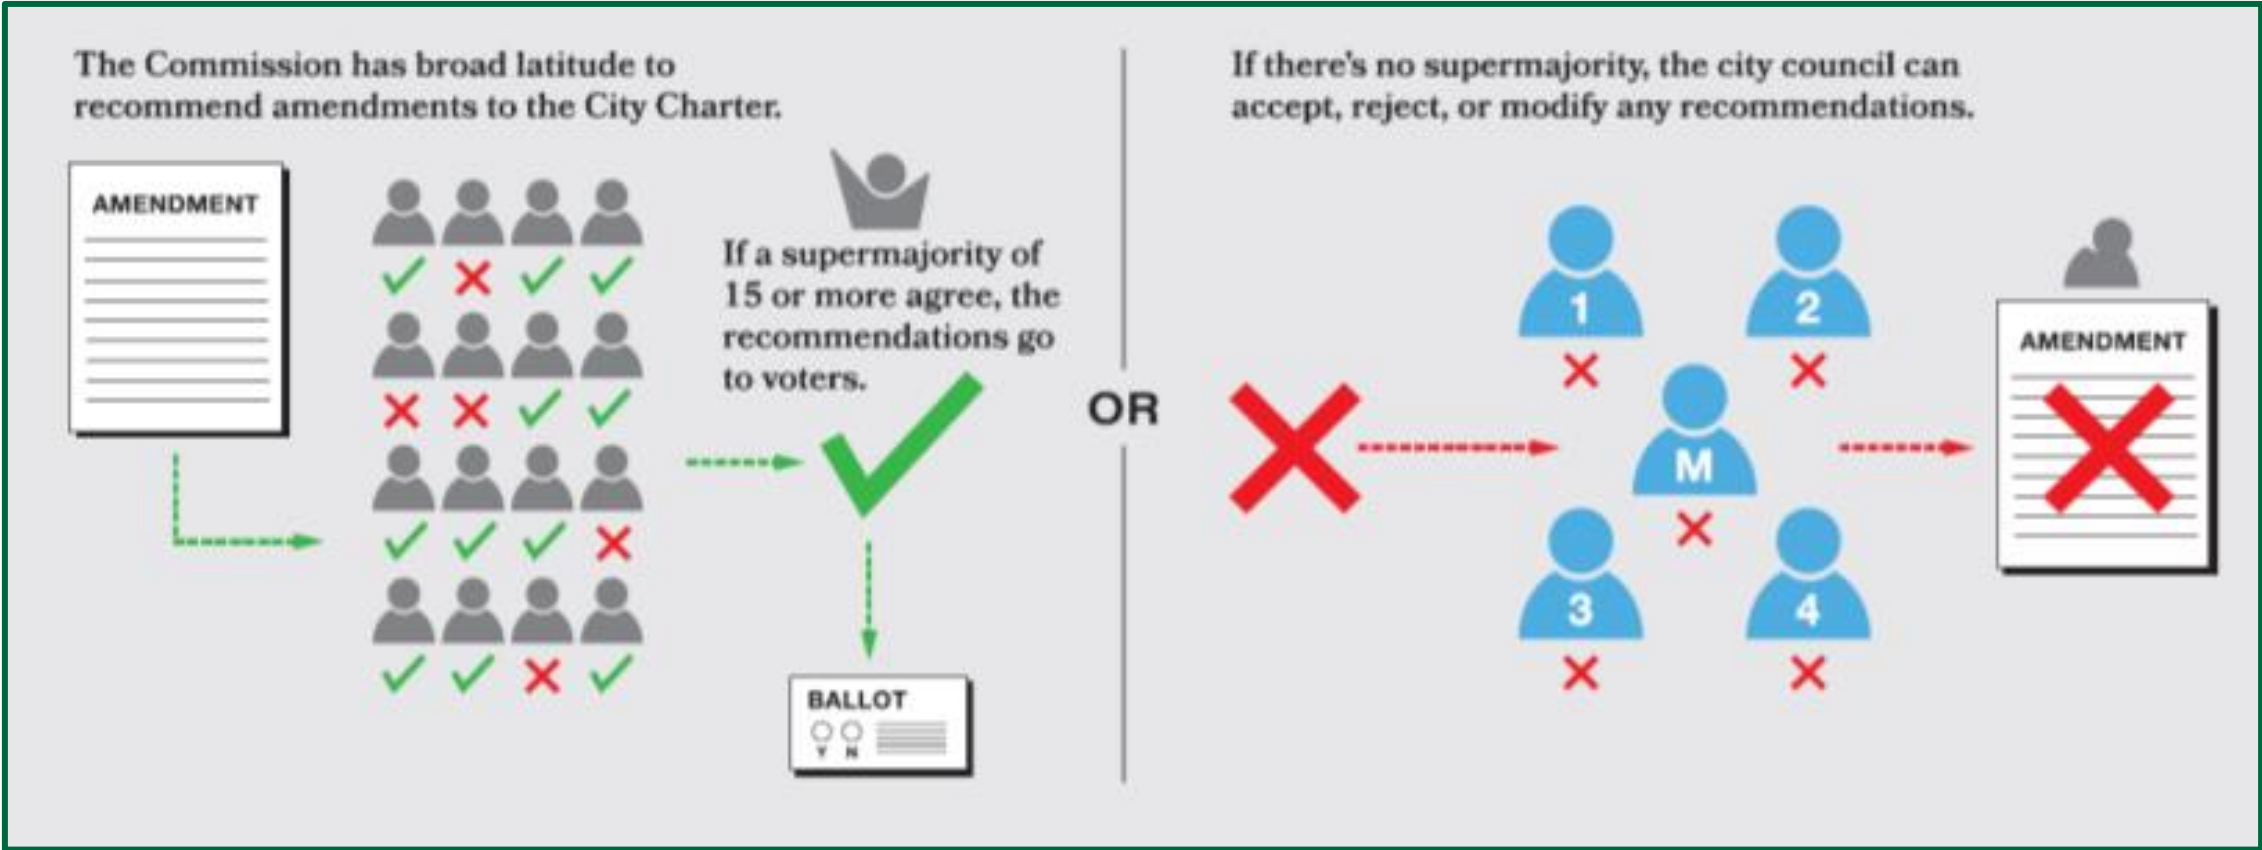 The Commission has broad latitude to
recommend amendments to the City Charter.
AMENDMENT
If a supermajority of
15 or more agree, the
recommendations go
to voters.
BALLOT
Y N
OR
If there's no supermajority, the city council can
accept, reject, or modify any recommendations.
1
2
M
3
4
AMENDMENT